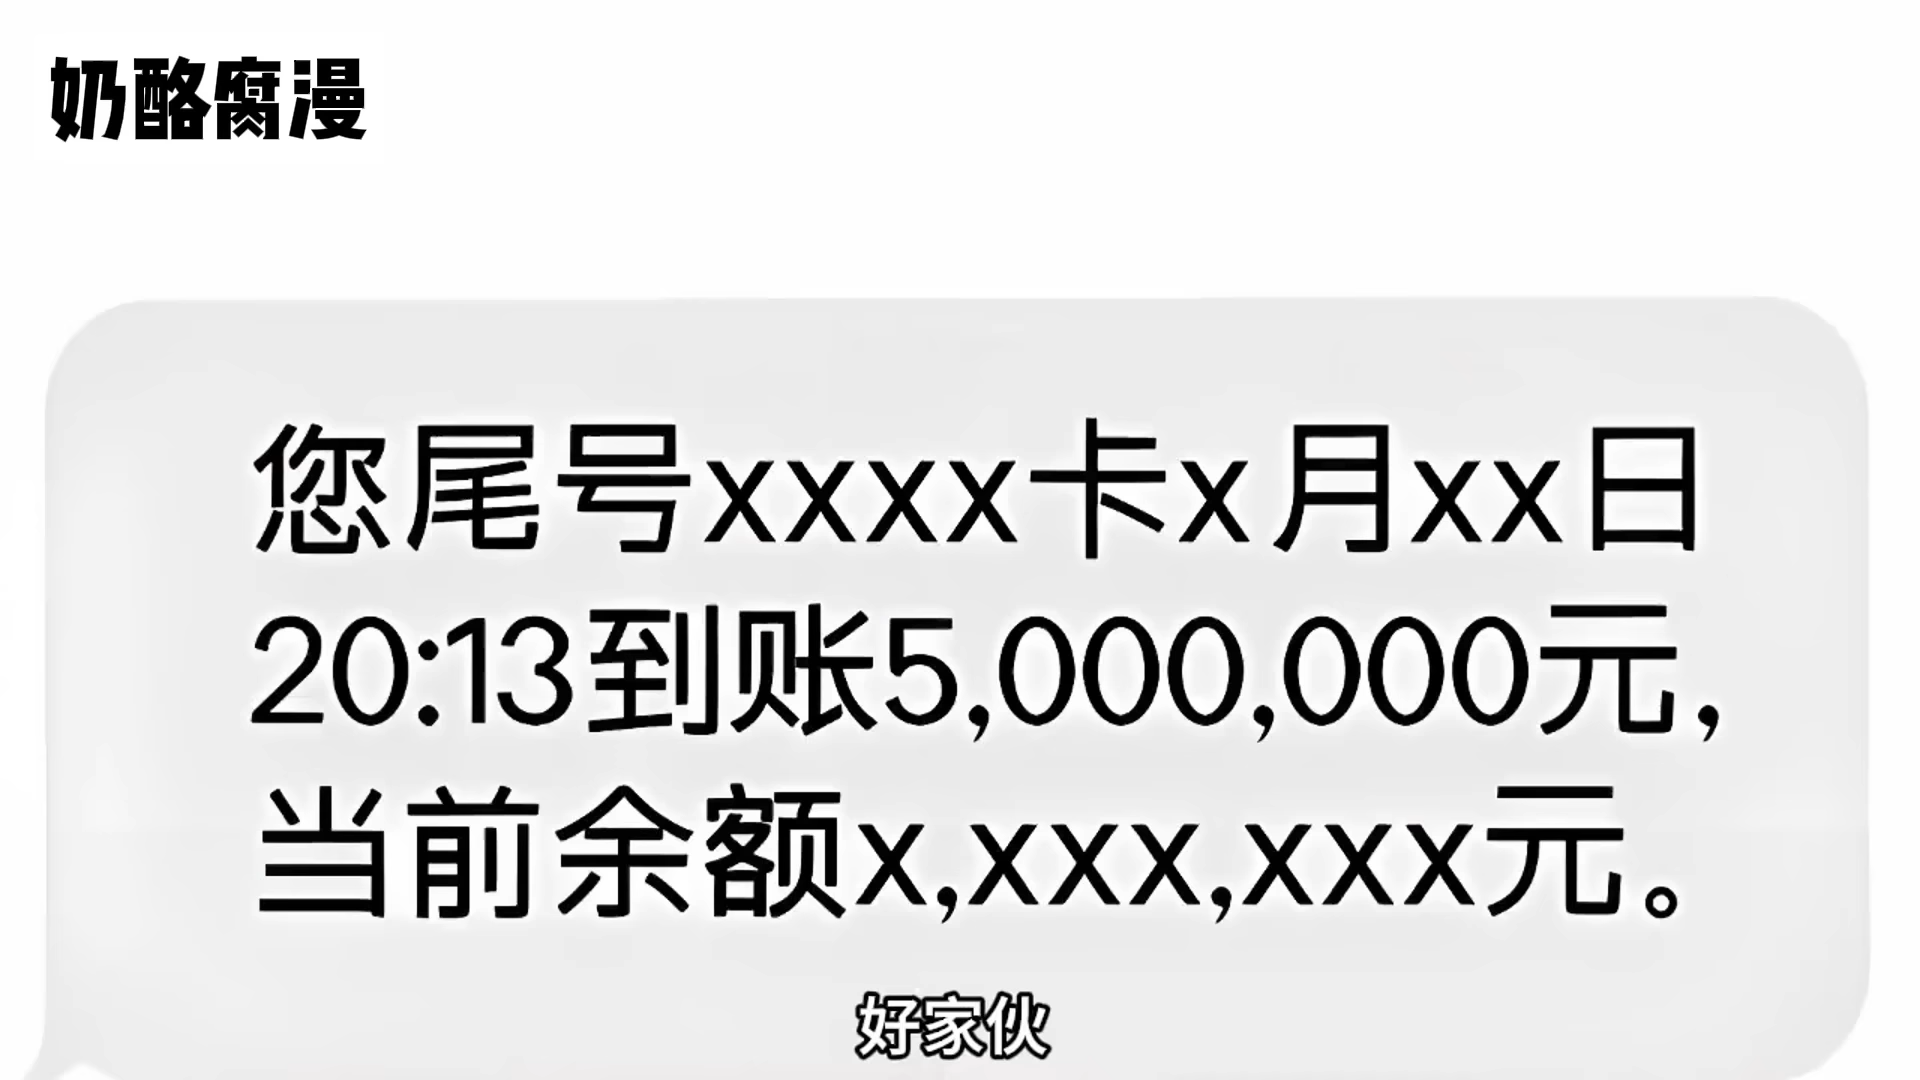 奶酪腐漫
您尾号xxxx卡x月xx日
20:13到账5,000,000元,
当前余额x,xxx,xxx元。
好家伙